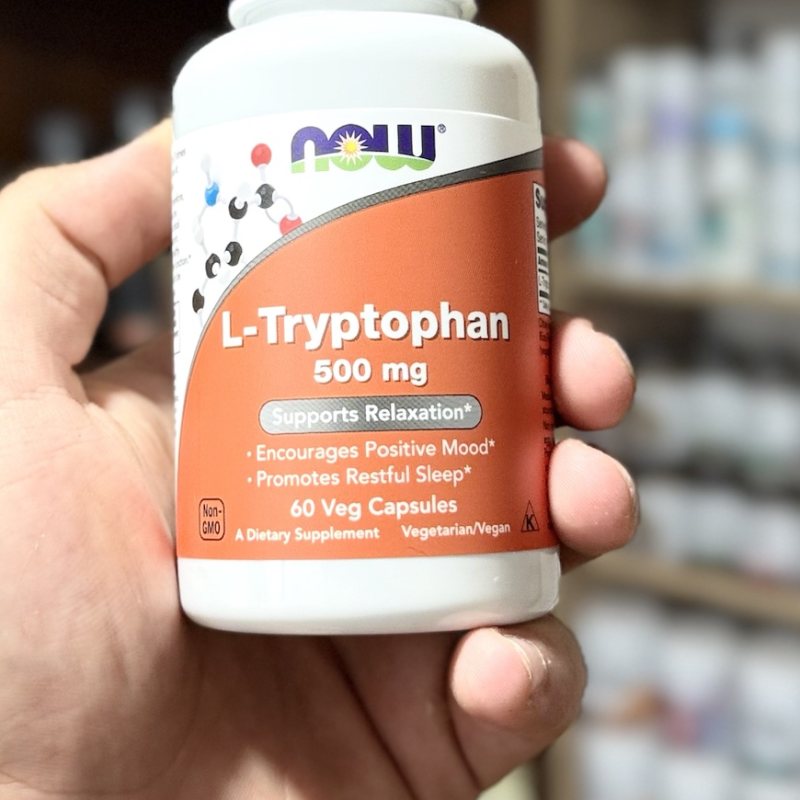 NOW®
L-Tryptophan
500 mg
Supports Relaxation*
• Encourages Positive Mood*
• Promotes Restful Sleep*
60 Veg Capsules
Non-
GMO
A Dietary Supplement Vegetarian/Vegan
K